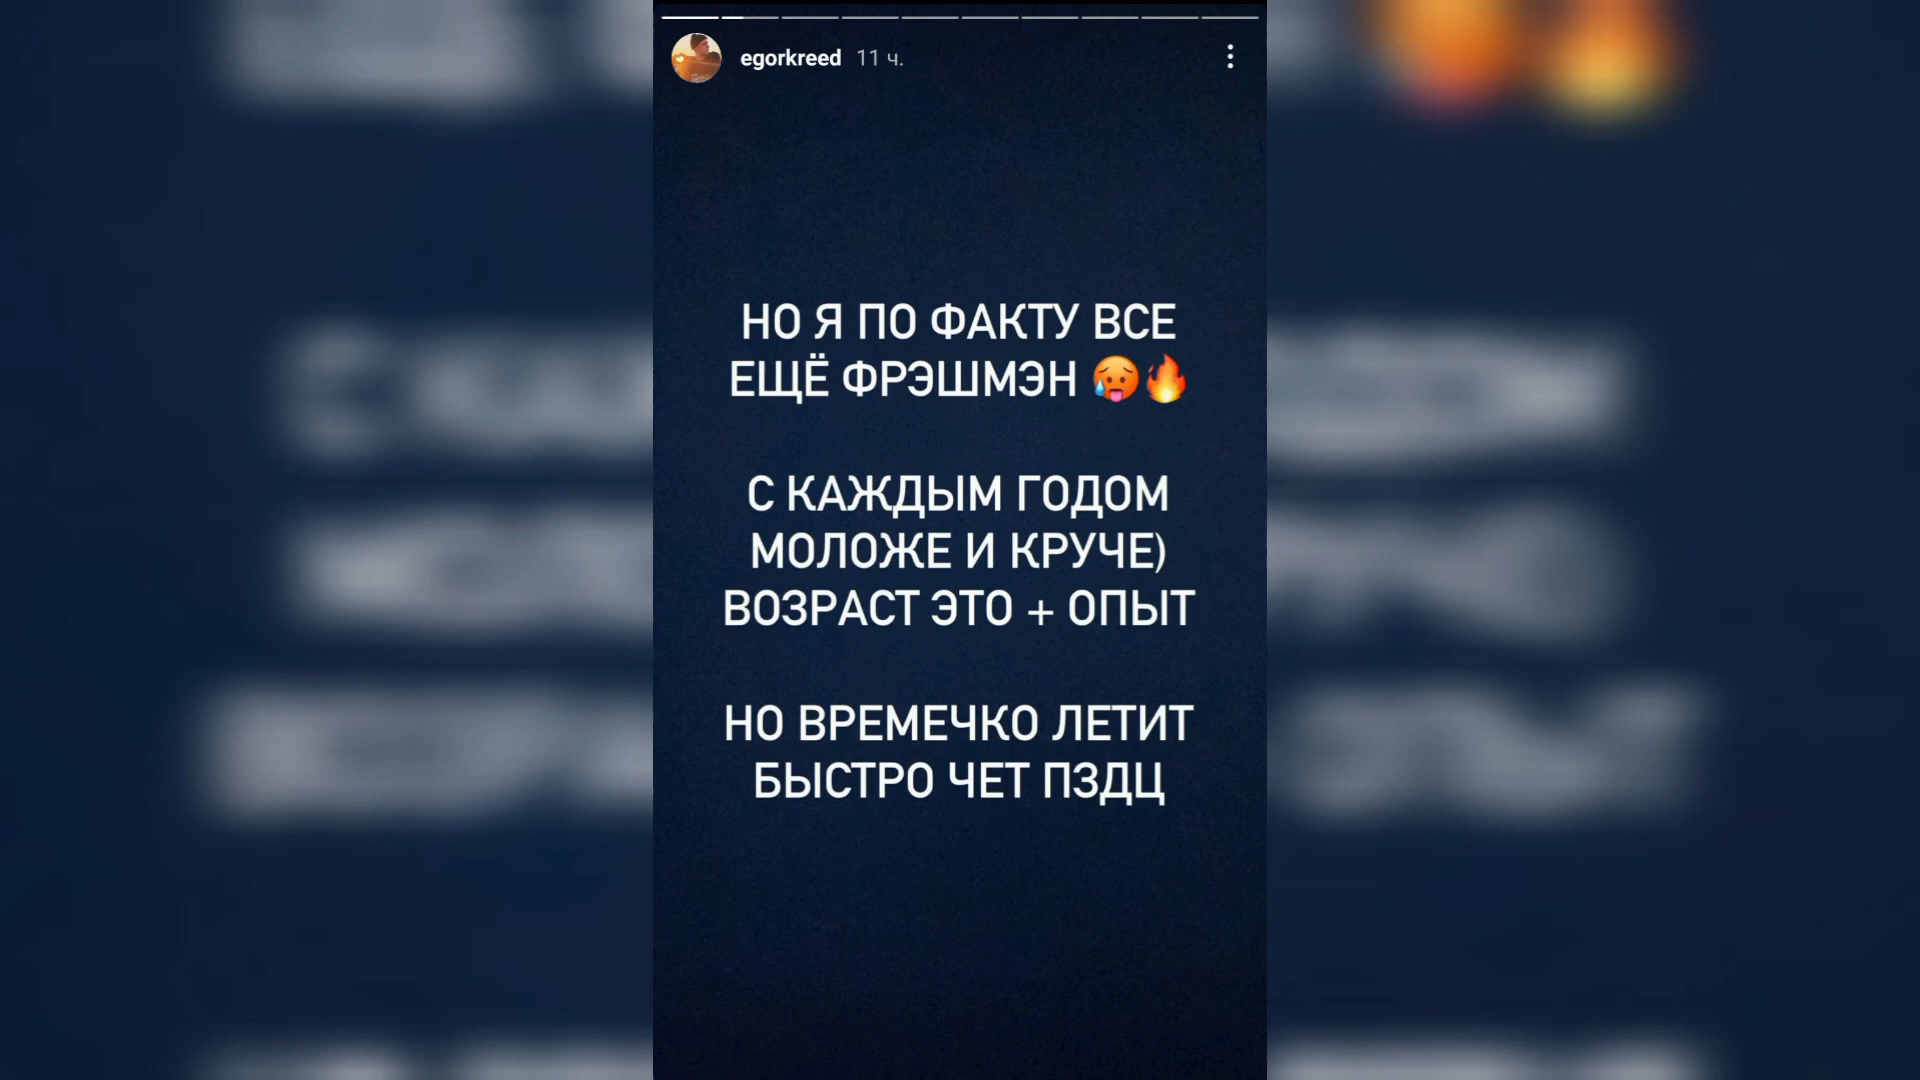 egorkreed 11 ч.
НО Я ПО ФАКТУ ВСЕ
ЕЩЁ ФРЭШМЭН 🥵🔥
С КАЖДЫМ ГОДОМ
МОЛОЖЕ И КРУЧЕ)
ВОЗРАСТ ЭТО + ОПЫТ
НО ВРЕМЕЧКО ЛЕТИТ
БЫСТРО ЧЕТ ПЗДЦ